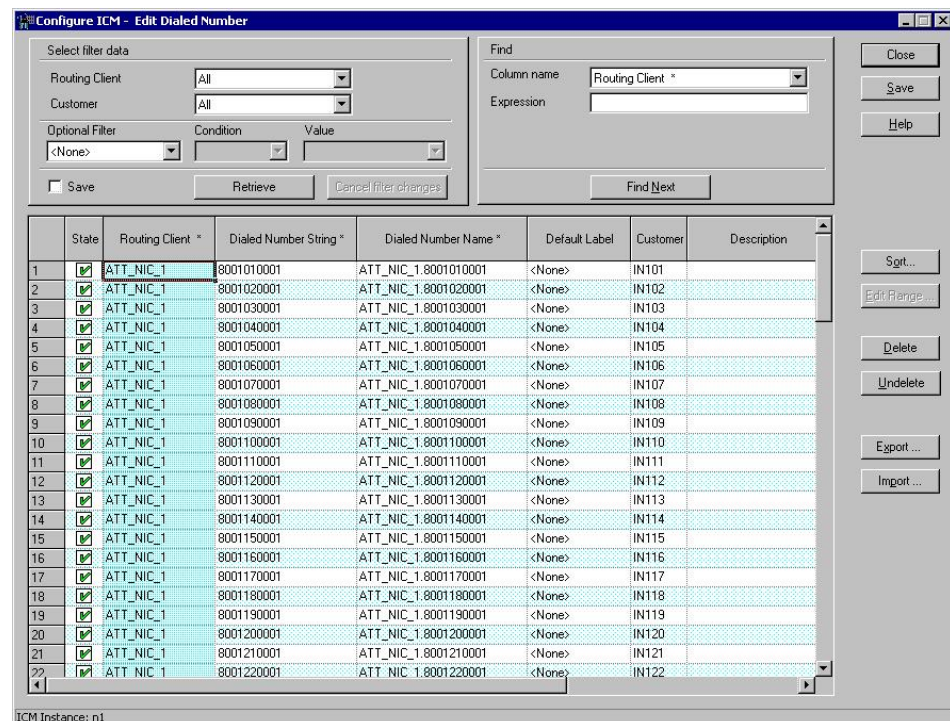 Configure ICM - Edit Dialed Number
Select filter data
Routing Client All
Customer All
Optional Filter Condition Value
<None>
Save Retrieve Cancel filter changes
Find
Column name Routing Client *
Expression
Find Next
Close
Save
Help
Sort...
Edit Range ...
Delete
Undelete
Export ...
Import ...
State Routing Client * Dialed Number String * Dialed Number Name * Default Label Customer Description
1 ATT_NIC_1 8001010001 ATT_NIC_1.8001010001 <None> IN101
2 ATT_NIC_1 8001020001 ATT_NIC_1.8001020001 <None> IN102
3 ATT_NIC_1 8001030001 ATT_NIC_1.8001030001 <None> IN103
4 ATT_NIC_1 8001040001 ATT_NIC_1.8001040001 <None> IN104
5 ATT_NIC_1 8001050001 ATT_NIC_1.8001050001 <None> IN105
6 ATT_NIC_1 8001060001 ATT_NIC_1.8001060001 <None> IN106
7 ATT_NIC_1 8001070001 ATT_NIC_1.8001070001 <None> IN107
8 ATT_NIC_1 8001080001 ATT_NIC_1.8001080001 <None> IN108
9 ATT_NIC_1 8001090001 ATT_NIC_1.8001090001 <None> IN109
10 ATT_NIC_1 8001100001 ATT_NIC_1.8001100001 <None> IN110
11 ATT_NIC_1 8001110001 ATT_NIC_1.8001110001 <None> IN111
12 ATT_NIC_1 8001120001 ATT_NIC_1.8001120001 <None> IN112
13 ATT_NIC_1 8001130001 ATT_NIC_1.8001130001 <None> IN113
14 ATT_NIC_1 8001140001 ATT_NIC_1.8001140001 <None> IN114
15 ATT_NIC_1 8001150001 ATT_NIC_1.8001150001 <None> IN115
16 ATT_NIC_1 8001160001 ATT_NIC_1.8001160001 <None> IN116
17 ATT_NIC_1 8001170001 ATT_NIC_1.8001170001 <None> IN117
18 ATT_NIC_1 8001180001 ATT_NIC_1.8001180001 <None> IN118
19 ATT_NIC_1 8001190001 ATT_NIC_1.8001190001 <None> IN119
20 ATT_NIC_1 8001200001 ATT_NIC_1.8001200001 <None> IN120
21 ATT_NIC_1 8001210001 ATT_NIC_1.8001210001 <None> IN121
22 ATT_NIC_1 8001220001 ATT_NIC_1.8001220001 <None> IN122
ICM Instance: n1